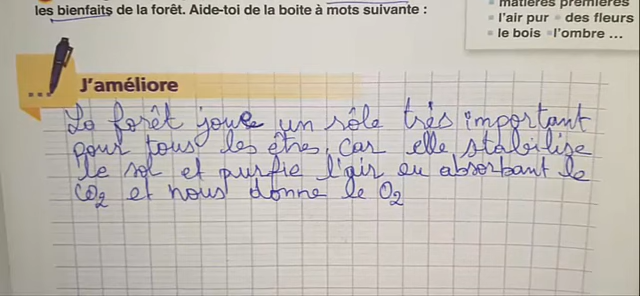 les bienfaits de la forêt. Aide-toi de la boite à mots suivante :
matières premières
l'air pur des fleurs
le bois l'ombre ...
J'améliore
La forêt joue un rôle très important
pour tous les êtres, car elle stabilise
le sol et purfie l'air eu absorbant le
CO2 et nous donne le O2